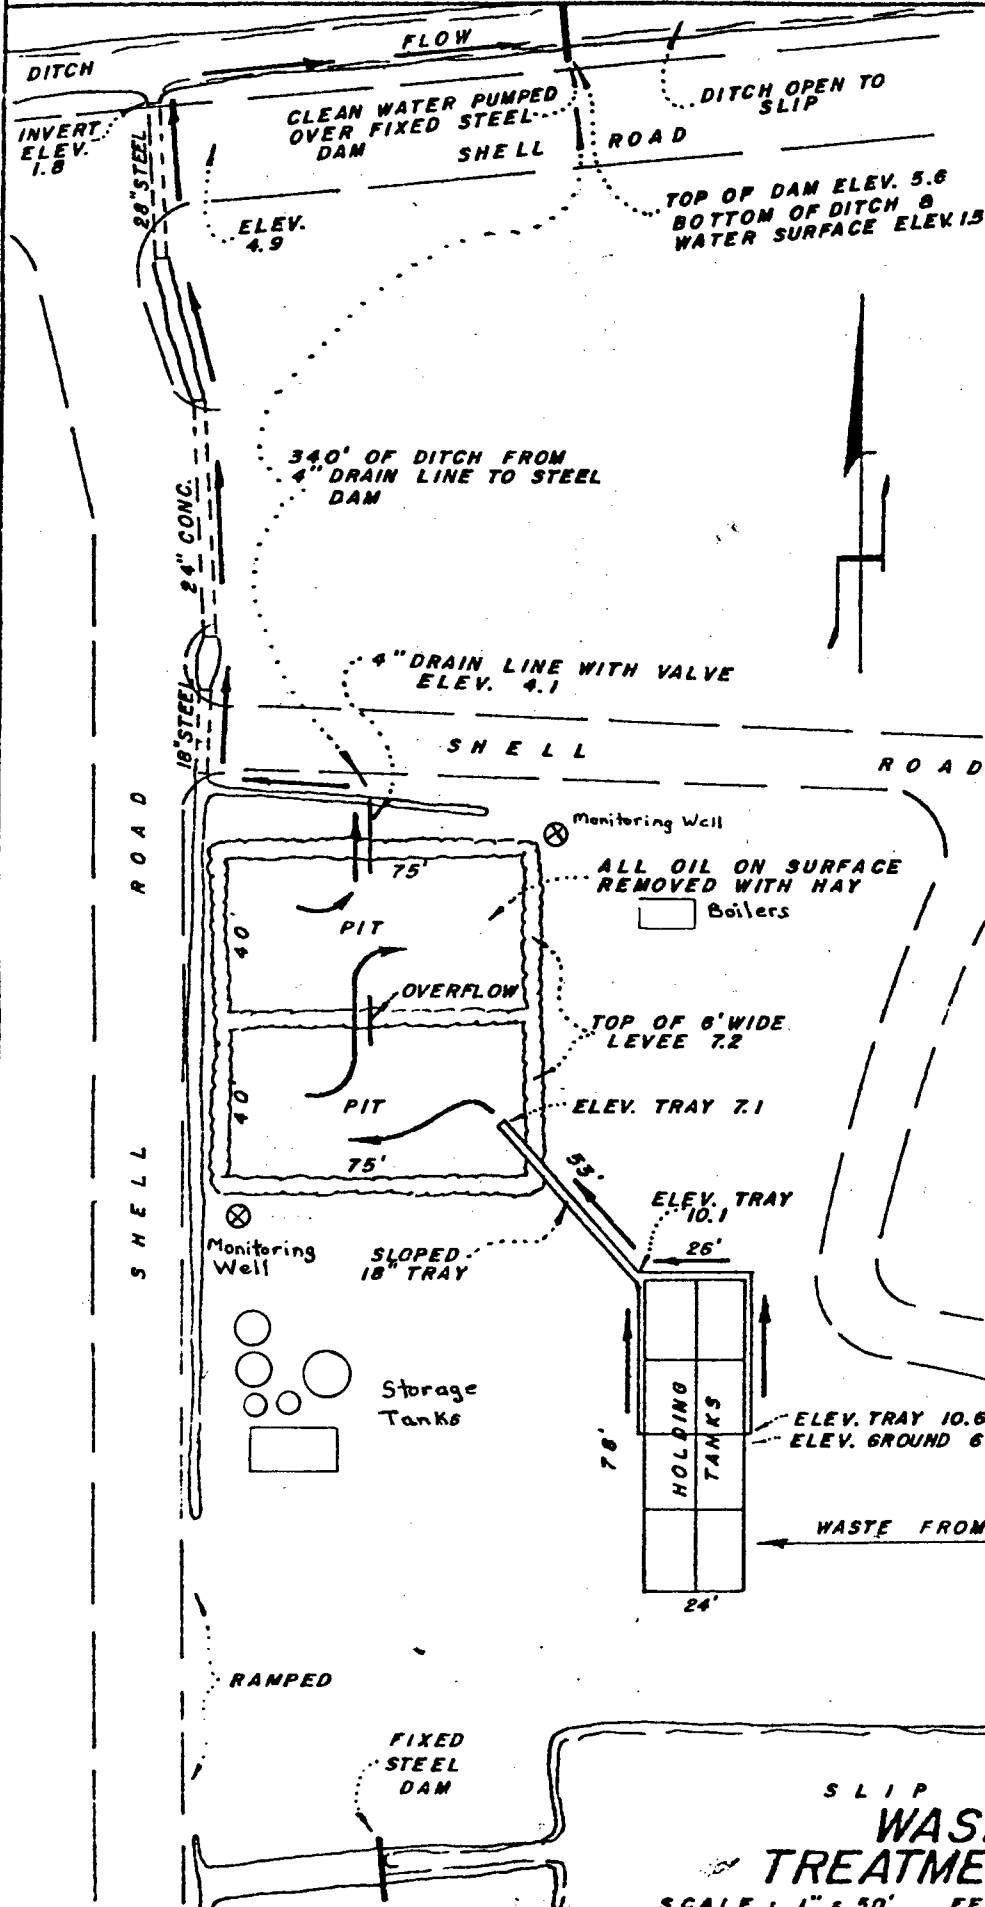 FLOW
DITCH
DITCH OPEN TO
SLIP
CLEAN WATER PUMPED
OVER FIXED STEEL
DAM
INVERT
ELEV.
1.8
28" STEEL
SHELL ROAD
ELEV.
4.9
TOP OF DAM ELEV. 5.6
BOTTOM OF DITCH &
WATER SURFACE ELEV. 1.5
340' OF DITCH FROM
4" DRAIN LINE TO STEEL
DAM
24" CONC.
4" DRAIN LINE WITH VALVE
ELEV. 4.1
18" STEEL
SHELL ROAD
Monitoring Well
75'
ALL OIL ON SURFACE
REMOVED WITH HAY
Boilers
PIT
40'
OVERFLOW
TOP OF 6' WIDE
LEVEE 7.2
PIT
40'
ELEV. TRAY 7.1
75'
53'
SHELL ROAD
ELEV. TRAY
10.1
26'
Monitoring
Well
SLOPED
18" TRAY
Storage
Tanks
HOLDING
TANKS
78'
ELEV. TRAY 10.6
ELEV. GROUND 6
WASTE FROM
24'
RAMPED
FIXED
STEEL
DAM
SLIP
WAS
TREATME
SCALE : 1" = 50'